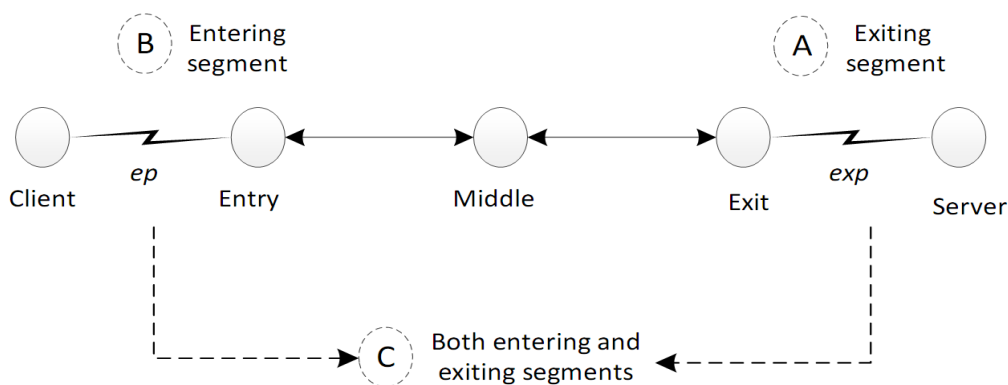 B
Entering
segment
A
Exiting
segment
ep
exp
Client
Entry
Middle
Exit
Server
C
Both entering and
exiting segments